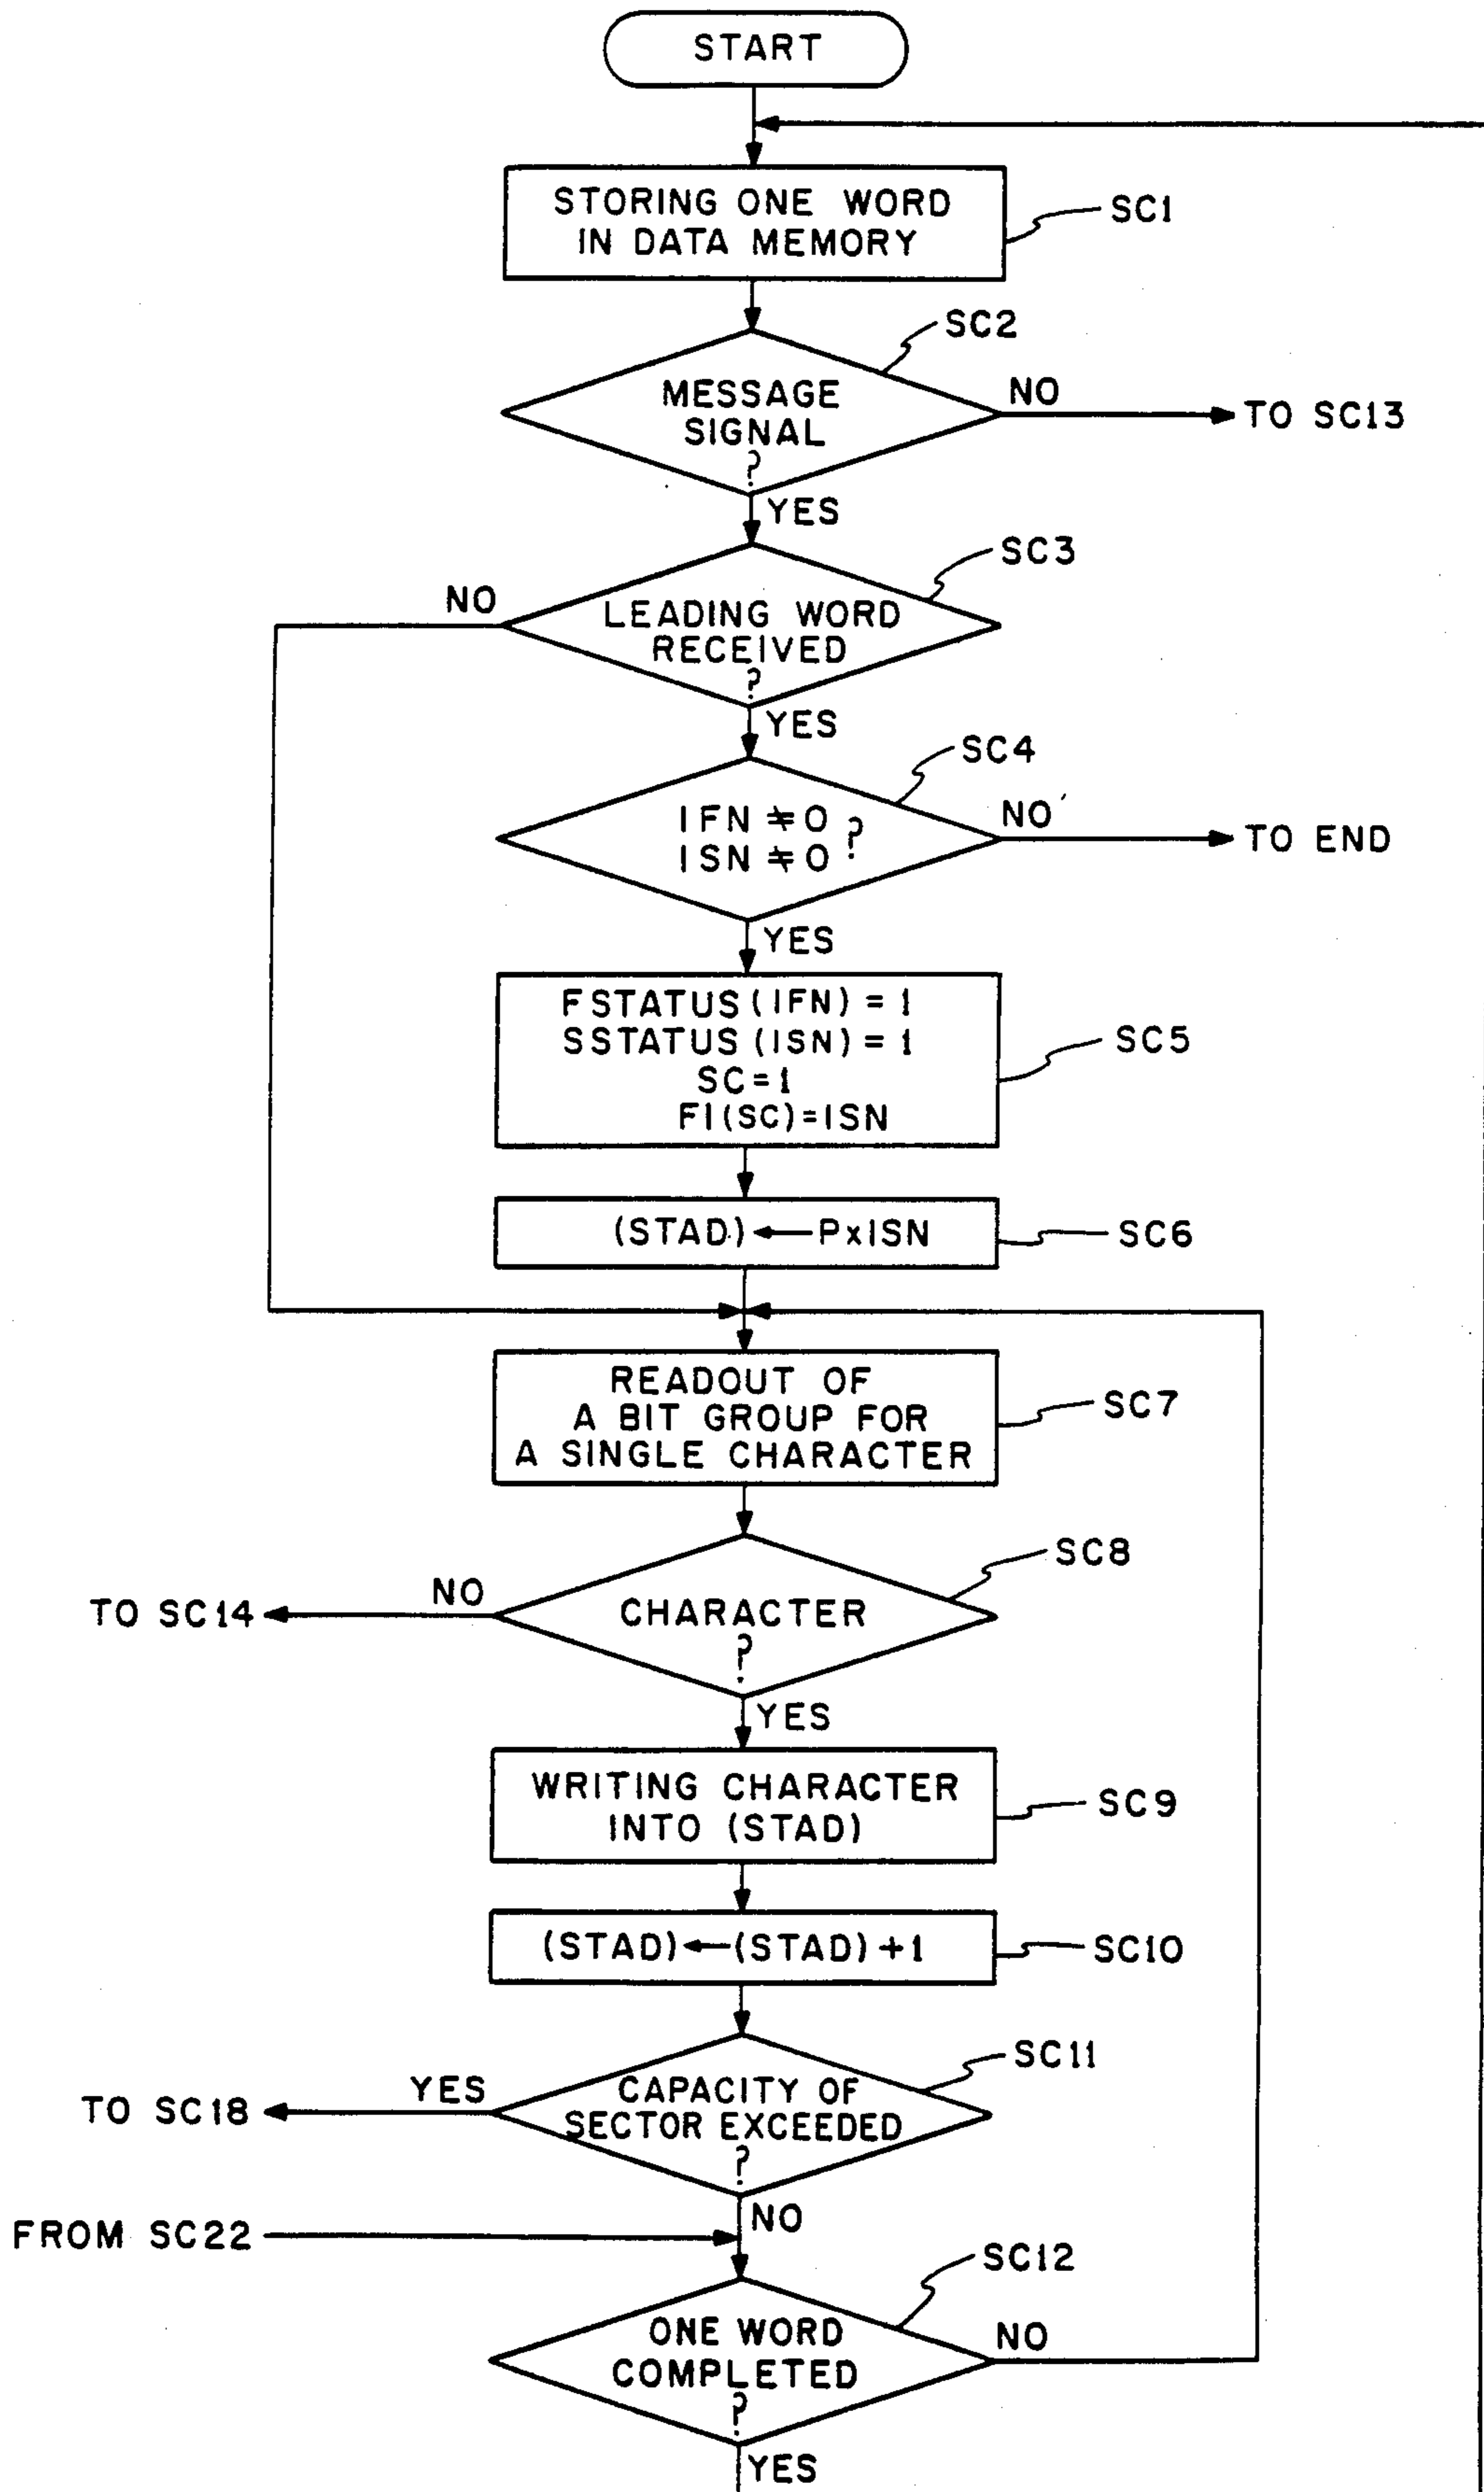 START
STORING ONE WORD
IN DATA MEMORY
SC1
SC2
MESSAGE
SIGNAL
?
NO
TO SC13
YES
SC3
NO
LEADING WORD
RECEIVED
?
YES
SC4
IFN ≠ 0
ISN ≠ 0
?
NO
TO END
YES
FSTATUS (IFN) = 1
SSTATUS (ISN) = 1
SC=1
FI(SC)=ISN
SC5
(STAD) ← P×ISN
SC6
READOUT OF
A BIT GROUP FOR
A SINGLE CHARACTER
SC7
SC8
NO
TO SC14
CHARACTER
?
YES
WRITING CHARACTER
INTO (STAD)
SC9
(STAD) ← (STAD) +1
SC10
SC11
YES
TO SC18
CAPACITY OF
SECTOR EXCEEDED
?
NO
FROM SC22
SC12
ONE WORD
COMPLETED
?
NO
YES